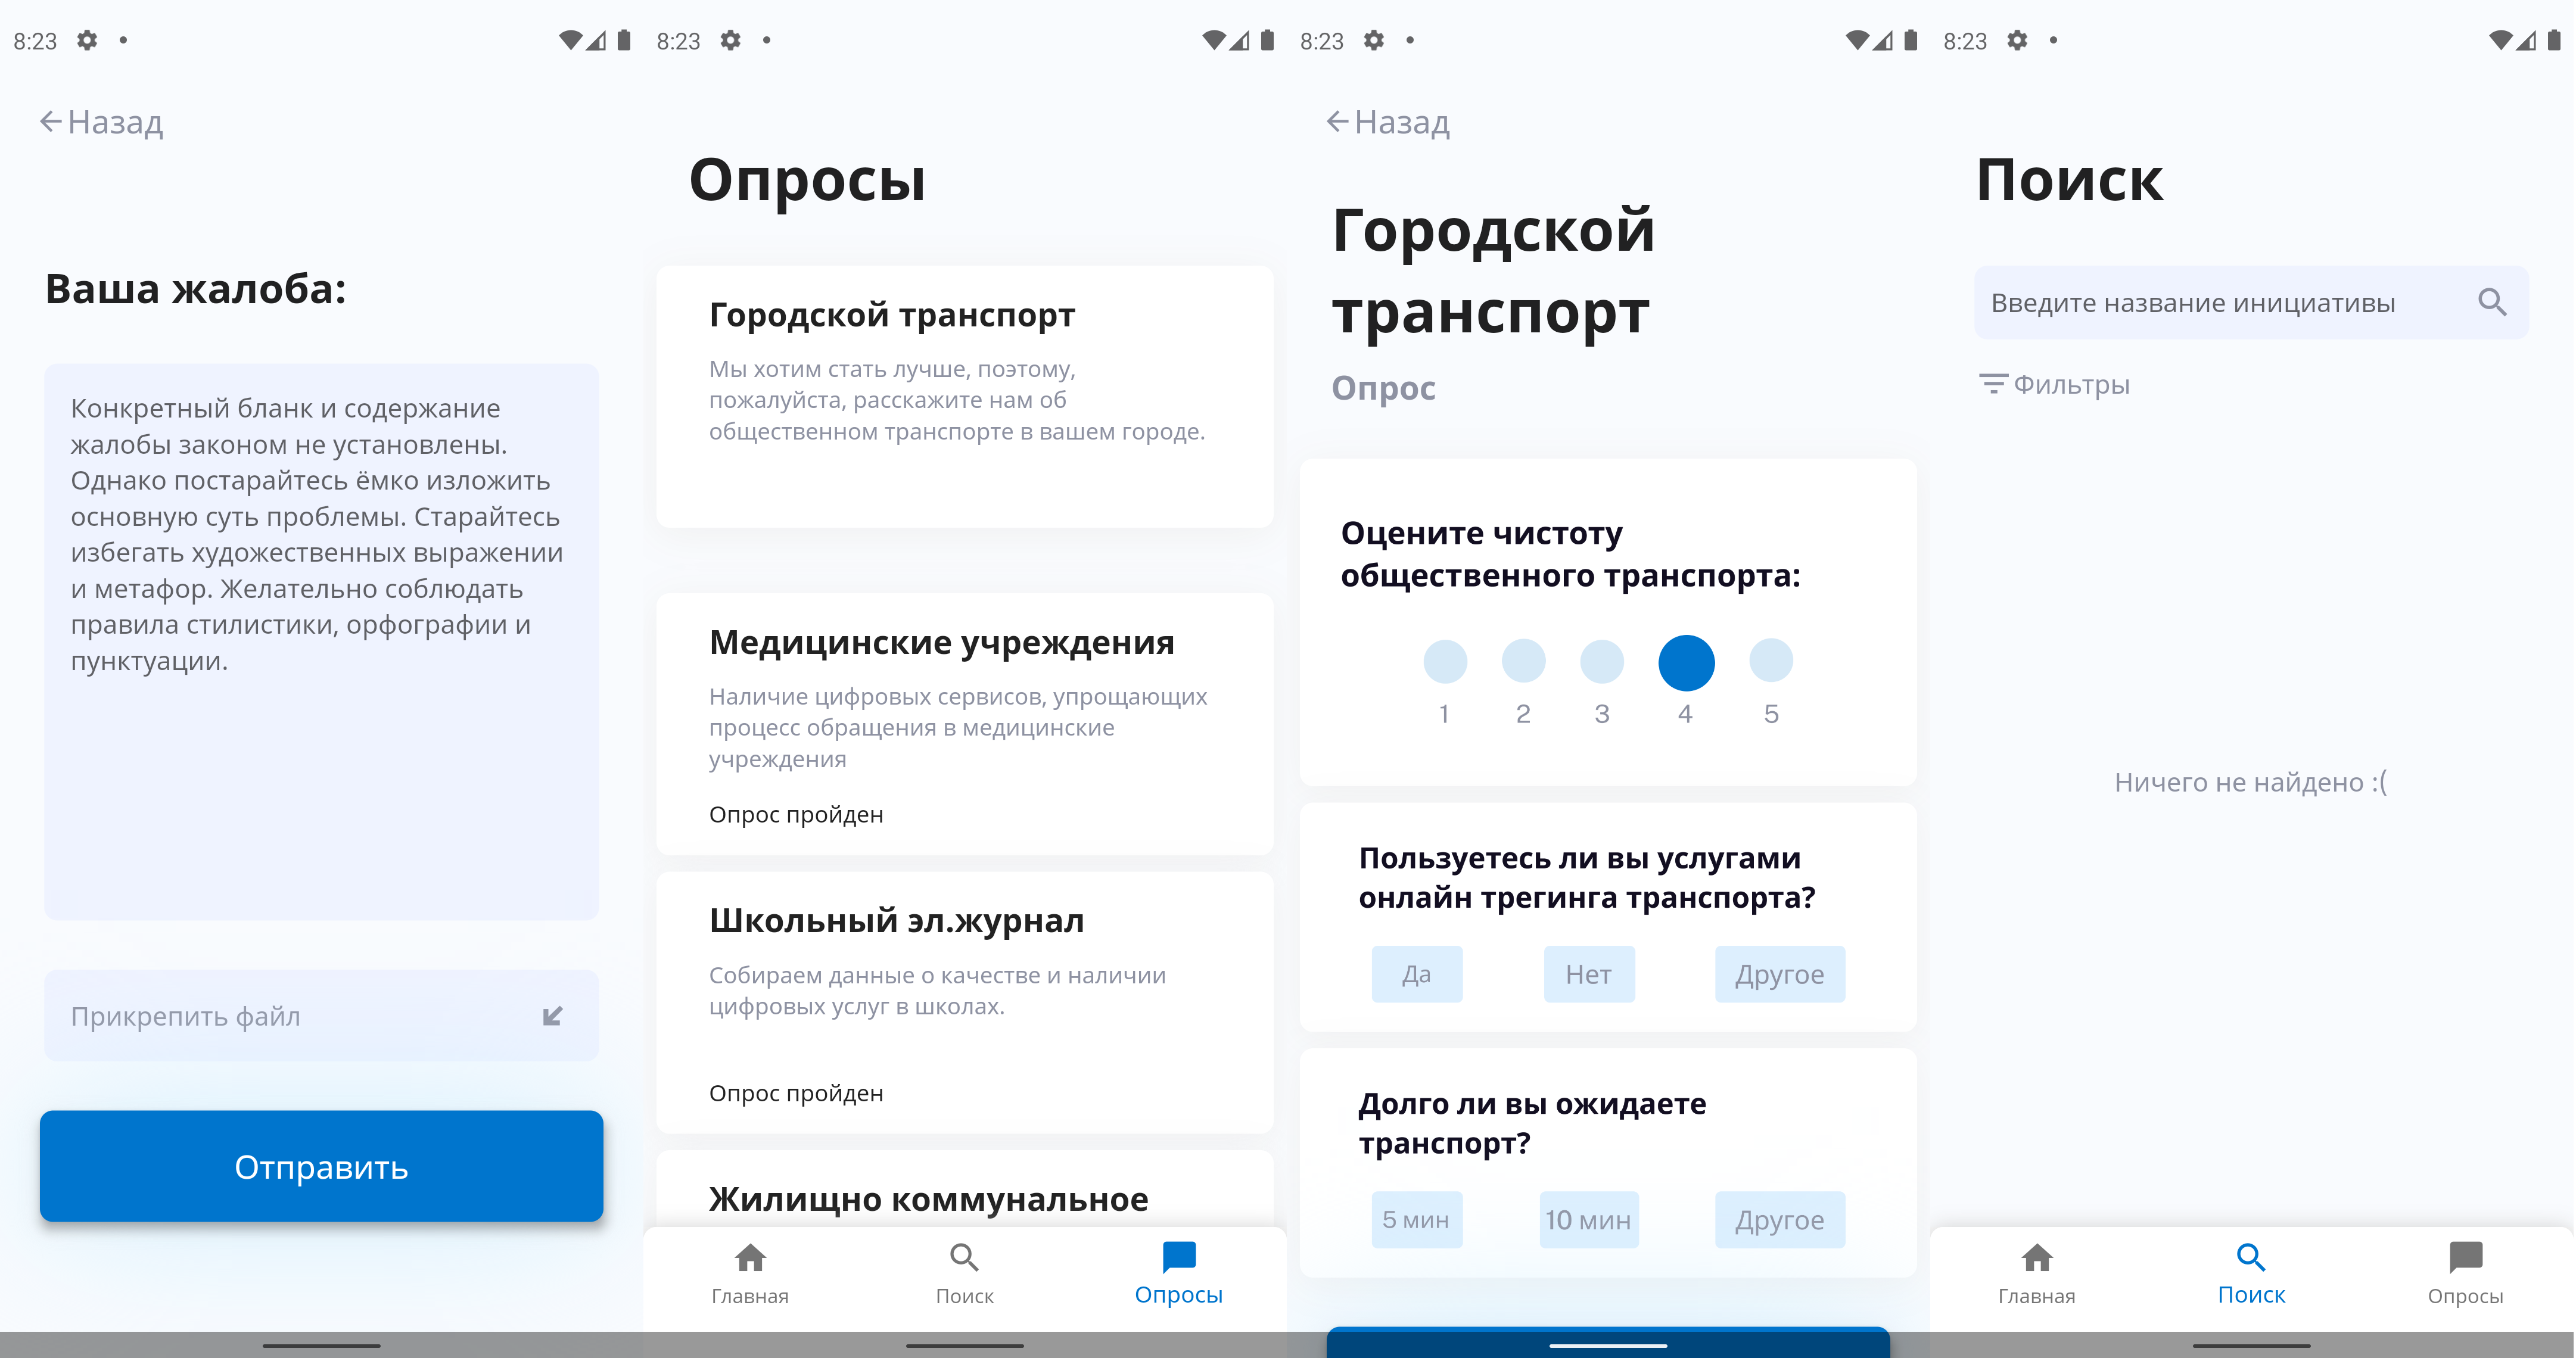 8:23
Назад
Ваша жалоба:
Конкретный бланк и содержание
жалобы законом не установлены.
Однако постарайтесь ёмко изложить
основную суть проблемы. Старайтесь
избегать художественных выражении
и метафор. Желательно соблюдать
правила стилистики, орфографии и
пунктуации.
Прикрепить файл
Отправить
8:23
Опросы
Городской транспорт
Мы хотим стать лучше, поэтому,
пожалуйста, расскажите нам об
общественном транспорте в вашем городе.
Медицинские учреждения
Наличие цифровых сервисов, упрощающих
процесс обращения в медицинские
учреждения
Опрос пройден
Школьный эл.журнал
Собираем данные о качестве и наличии
цифровых услуг в школах.
Опрос пройден
Жилищно коммунальное
Главная
Поиск
Опросы
8:23
Назад
Городской
транспорт
Опрос
Оцените чистоту
общественного транспорта:
1 2 3 4 5
Пользуетесь ли вы услугами
онлайн трегинга транспорта?
Да Нет Другое
Долго ли вы ожидаете
транспорт?
5 мин 10 мин Другое
8:23
Поиск
Введите название инициативы
Фильтры
Ничего не найдено :(
Главная
Поиск
Опросы